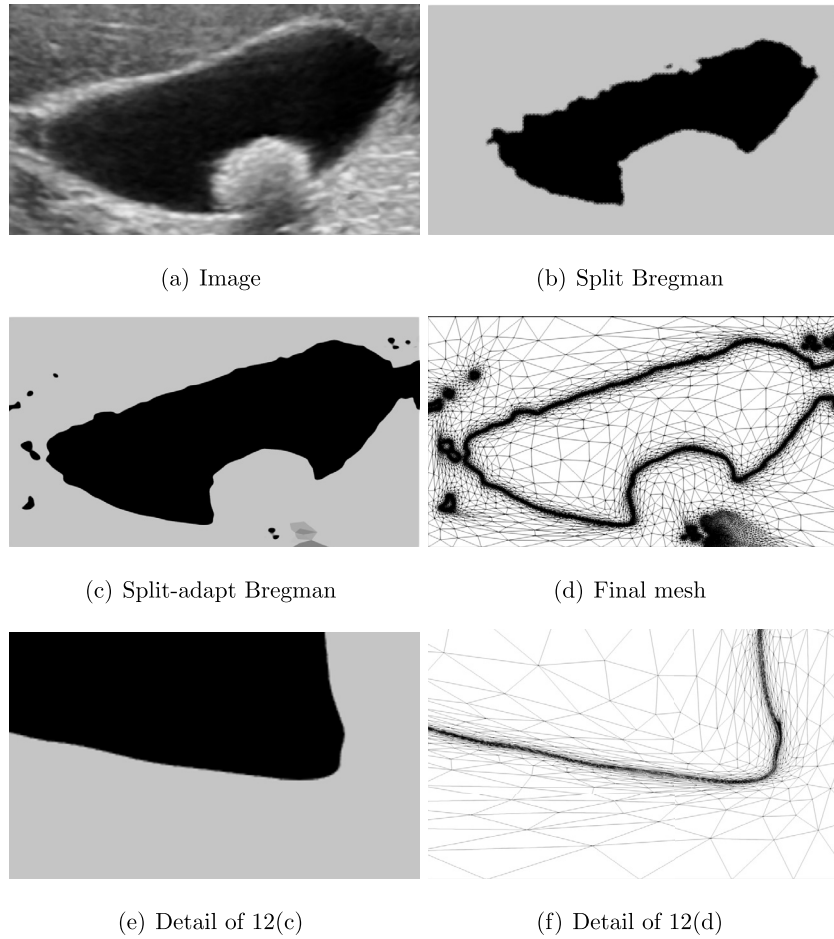 (a) Image
(b) Split Bregman
(c) Split-adapt Bregman
(d) Final mesh
(e) Detail of 12(c)
(f) Detail of 12(d)